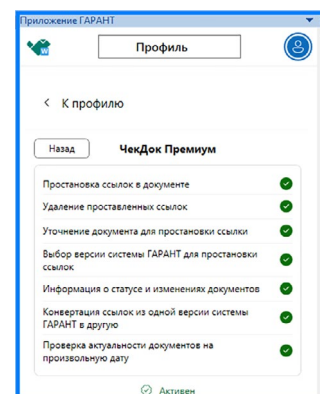 Приложение ГАРАНТ
W
Профиль
К профилю
Назад
ЧекДок Премиум
Простановка ссылок в документе
Удаление проставленных ссылок
Уточнение документа для простановки ссылки
Выбор версии системы ГАРАНТ для простановки
ссылок
Информация о статусе и изменениях документов
Конвертация ссылок из одной версии системы
ГАРАНТ в другую
Проверка актуальности документов на
произвольную дату
Активен